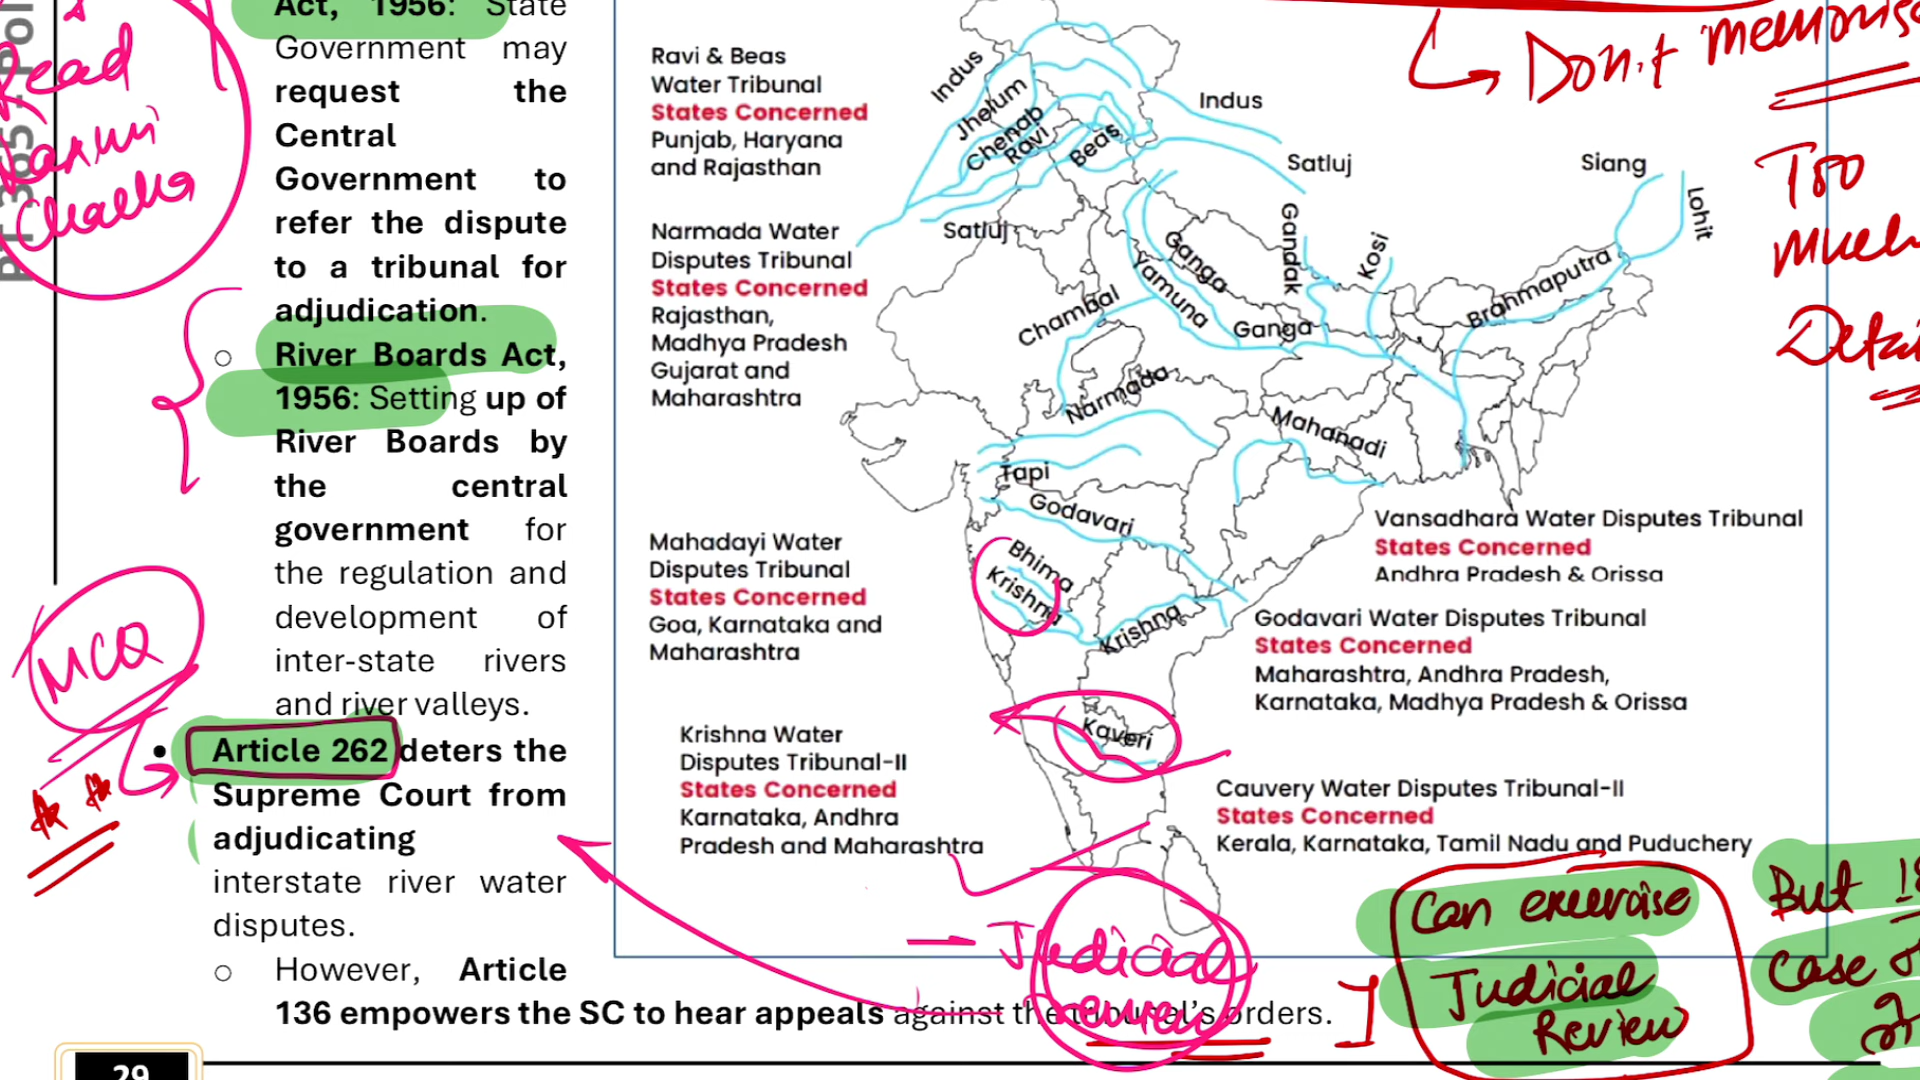 Act, 1956: State
Government may
request the
Central
Government to
refer the dispute
to a tribunal for
adjudication.
○ River Boards Act,
1956: Setting up of
River Boards by
the central
government for
the regulation and
development of
inter-state rivers
and river valleys.
• Article 262 deters the
Supreme Court from
adjudicating
interstate river water
disputes.
○ However, Article
136 empowers the SC to hear appeals against the tribunal's orders.
29
Read
Laxmi
MCQ
Ravi & Beas
Water Tribunal
States Concerned
Punjab, Haryana
and Rajasthan
Narmada Water
Disputes Tribunal
States Concerned
Rajasthan,
Madhya Pradesh
Gujarat and
Maharashtra
Mahadayi Water
Disputes Tribunal
States Concerned
Goa, Karnataka and
Maharashtra
Krishna Water
Disputes Tribunal-II
States Concerned
Karnataka, Andhra
Pradesh and Maharashtra
Indus
Jhelum
Chenab
Ravi
Beas
Indus
Satluj
Satluj
Siang
Lohit
Gandak
Kosi
Ganga
Yamuna
Chambal
Ganga
Brahmaputra
Narmada
Mahanadi
Tapi
Godavari
Bhima
Krishna
Krishna
Kaveri
Vansadhara Water Disputes Tribunal
States Concerned
Andhra Pradesh & Orissa
Godavari Water Disputes Tribunal
States Concerned
Maharashtra, Andhra Pradesh,
Karnataka, Madhya Pradesh & Orissa
Cauvery Water Disputes Tribunal-II
States Concerned
Kerala, Karnataka, Tamil Nadu and Puducherry
Don't memorise
Too
Much
Detai
Judicial
Review
Can exercise
Judicial
Review
But
Case